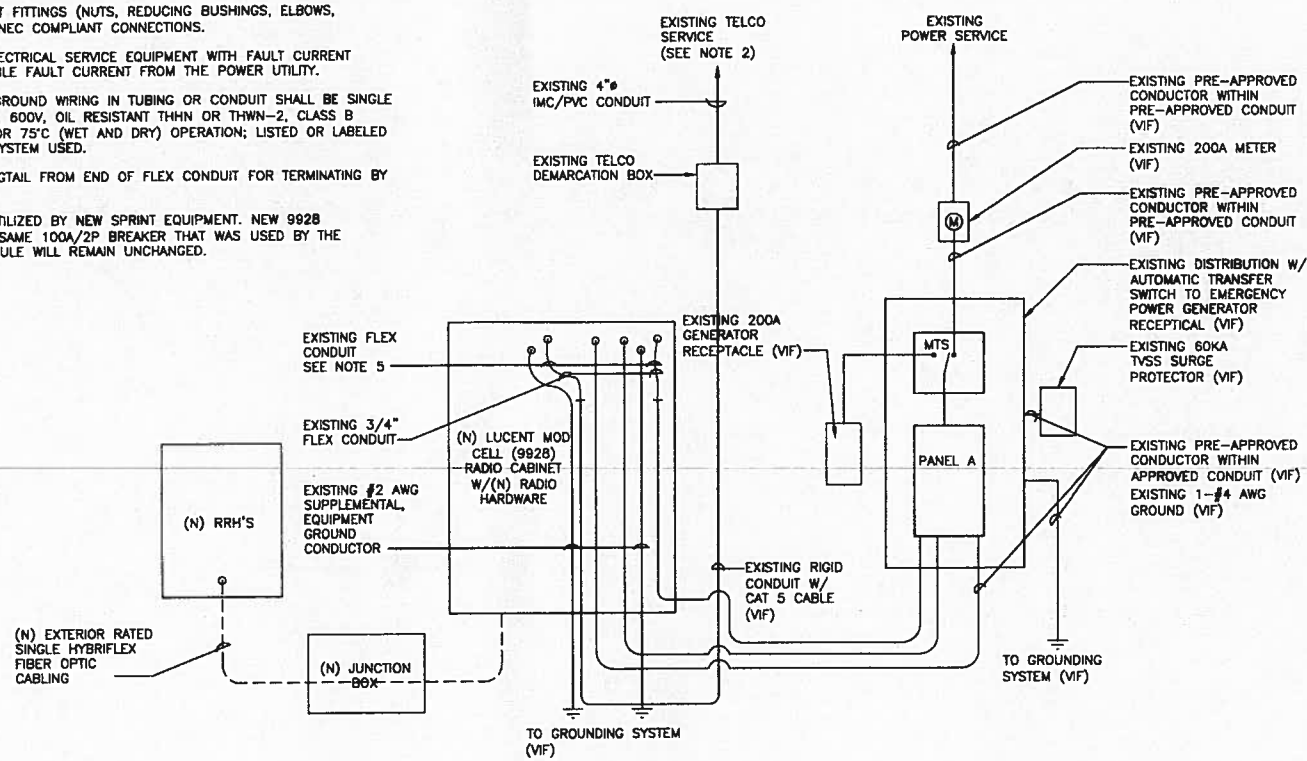 T FITTINGS (NUTS, REDUCING BUSHINGS, ELBOWS,
NEC COMPLIANT CONNECTIONS.
ECTRICAL SERVICE EQUIPMENT WITH FAULT CURRENT
BLE FAULT CURRENT FROM THE POWER UTILITY.
GROUND WIRING IN TUBING OR CONDUIT SHALL BE SINGLE
600V, OIL RESISTANT THHN OR THWN-2, CLASS B
OR 75°C (WET AND DRY) OPERATION; LISTED OR LABELED
YSTEM USED.
GTAIL FROM END OF FLEX CONDUIT FOR TERMINATING BY
TILIZED BY NEW SPRINT EQUIPMENT. NEW 9928
SAME 100A/2P BREAKER THAT WAS USED BY THE
ULE WILL REMAIN UNCHANGED.
EXISTING TELCO
SERVICE
(SEE NOTE 2)
EXISTING
POWER SERVICE
EXISTING 4"ø
IMC/PVC CONDUIT
EXISTING TELCO
DEMARCATION BOX
EXISTING PRE-APPROVED
CONDUCTOR WITHIN
PRE-APPROVED CONDUIT
(VIF)
EXISTING 200A METER
(VIF)
M
EXISTING PRE-APPROVED
CONDUCTOR WITHIN
PRE-APPROVED CONDUIT
(VIF)
EXISTING DISTRIBUTION W/
AUTOMATIC TRANSFER
SWITCH TO EMERGENCY
POWER GENERATOR
RECEPTICAL (VIF)
EXISTING 60KA
TVSS SURGE
PROTECTOR (VIF)
EXISTING PRE-APPROVED
CONDUCTOR WITHIN
APPROVED CONDUIT (VIF)
EXISTING 1-#4 AWG
GROUND (VIF)
MTS
PANEL A
EXISTING 200A
GENERATOR
RECEPTACLE (VIF)
EXISTING FLEX
CONDUIT
SEE NOTE 5
EXISTING 3/4"
FLEX CONDUIT
(N) LUCENT MOD
CELL (9928)
RADIO CABINET
W/(N) RADIO
HARDWARE
EXISTING #2 AWG
SUPPLEMENTAL,
EQUIPMENT
GROUND
CONDUCTOR
(N) RRH'S
EXISTING RIGID
CONDUIT W/
CAT 5 CABLE
(VIF)
(N) EXTERIOR RATED
SINGLE HYBRIFLEX
FIBER OPTIC
CABLING
(N) JUNCTION
BOX
TO GROUNDING SYSTEM
(VIF)
TO GROUNDING
SYSTEM (VIF)